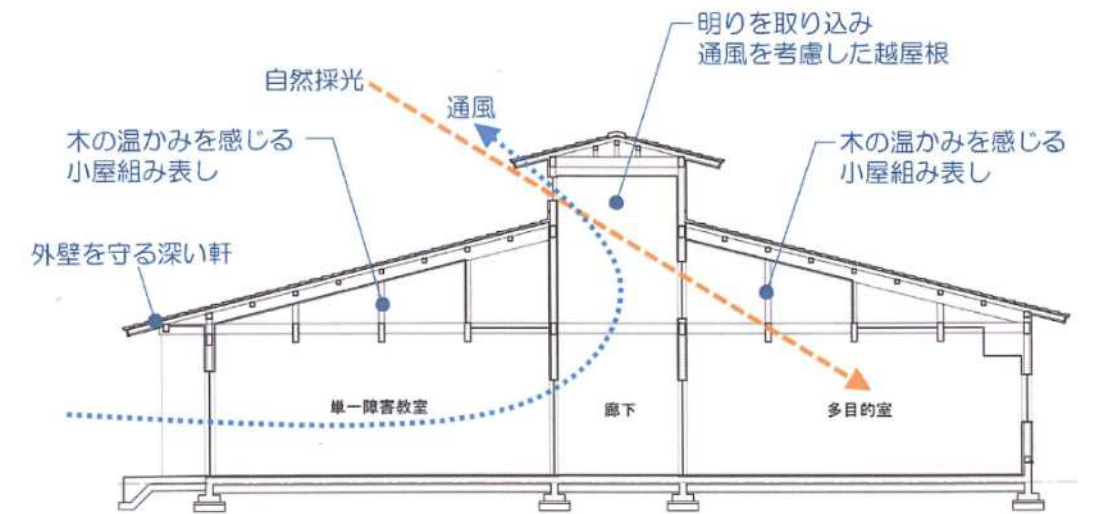 明りを取り込み
通風を考慮した越屋根
自然採光
通風
木の温かみを感じる
小屋組み表し
木の温かみを感じる
小屋組み表し
外壁を守る深い軒
単一障害教室
廊下
多目的室